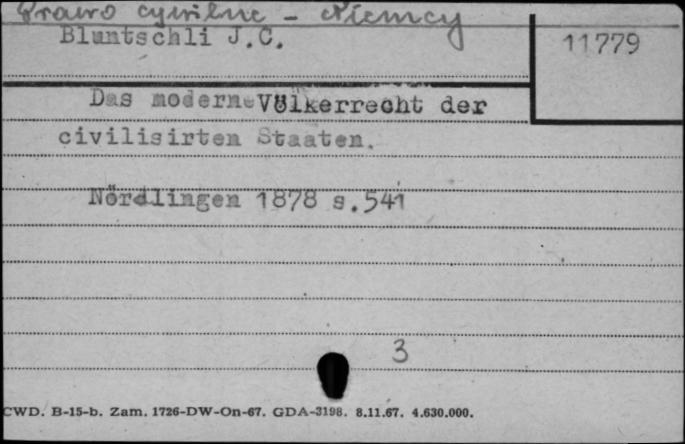 Prawo cywilne - Niemcy
Bluntschli J.C.
11779
Das moderne Völkerrecht der
civilisirten Staaten.
Nördlingen 1878 s.541
3
CWD. B-15-b. Zam. 1726-DW-On-67. GDA-3198. 8.11.67. 4.630.000.